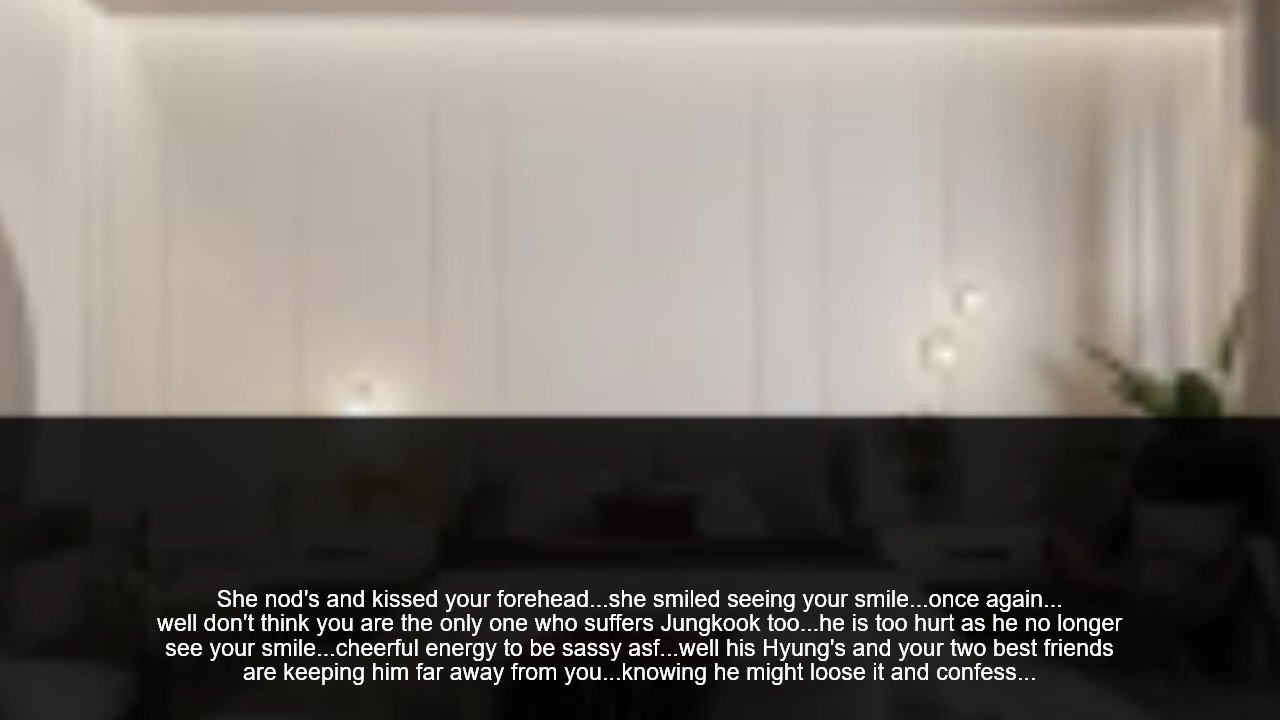 She nod's and kissed your forehead...she smiled seeing your smile...once again...
well don't think you are the only one who suffers Jungkook too...he is too hurt as he no longer
see your smile...cheerful energy to be sassy asf...well his Hyung's and your two best friends
are keeping him far away from you...knowing he might loose it and confess...